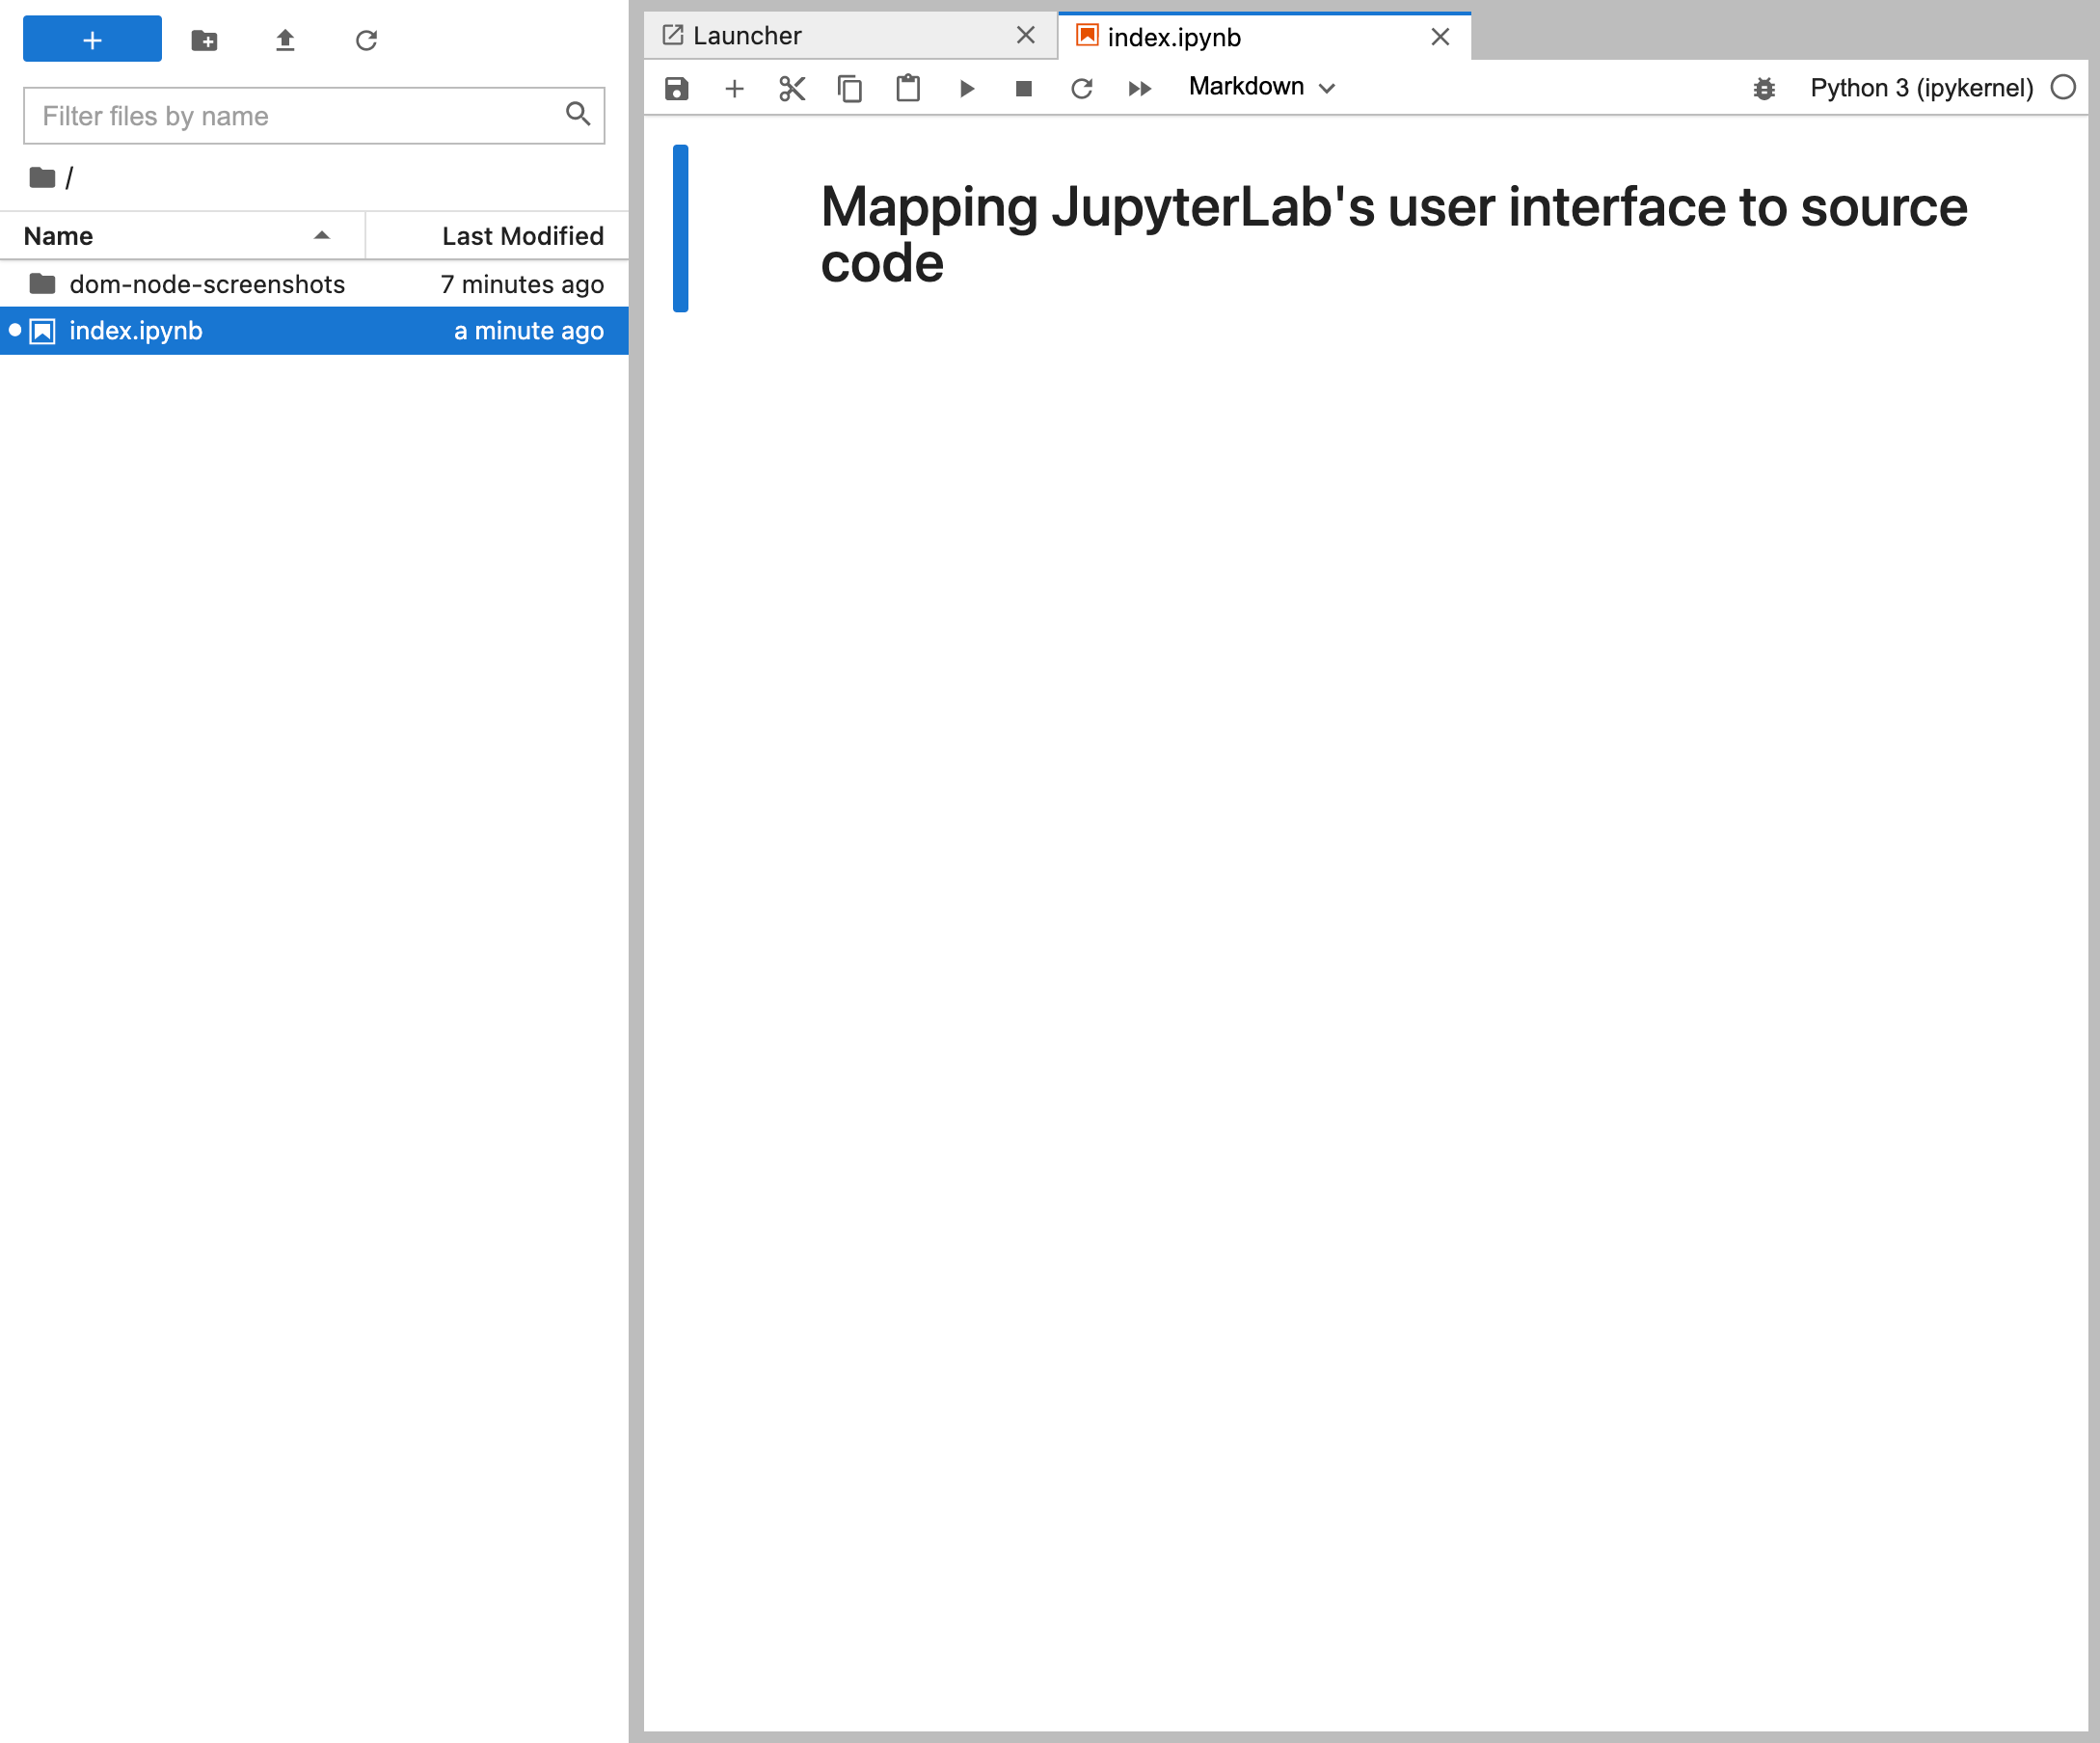 Filter files by name
/
Name Last Modified
dom-node-screenshots 7 minutes ago
index.ipynb a minute ago
Launcher index.ipynb
Markdown Python 3 (ipykernel)
Mapping JupyterLab's user interface to source
code